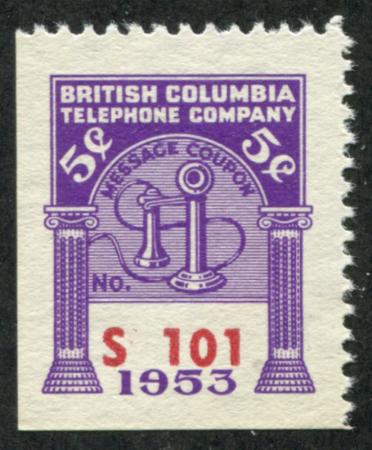 BRITISH COLUMBIA
TELEPHONE COMPANY
5¢ 5¢
MESSAGE COUPON
No.
S 101
1953